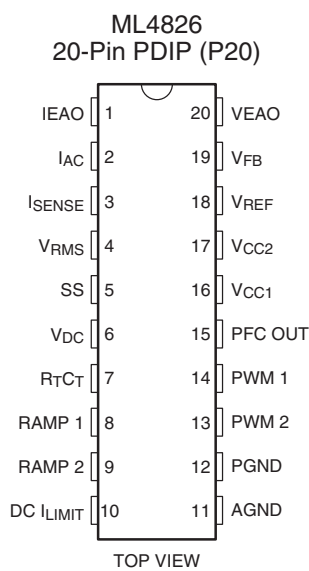 ML4826
20-Pin PDIP (P20)
IEAO 1 20 VEAO
IAC 2 19 VFB
ISENSE 3 18 VREF
VRMS 4 17 VCC2
SS 5 16 VCC1
VDC 6 15 PFC OUT
RTCT 7 14 PWM 1
RAMP 1 8 13 PWM 2
RAMP 2 9 12 PGND
DC ILIMIT 10 11 AGND
TOP VIEW